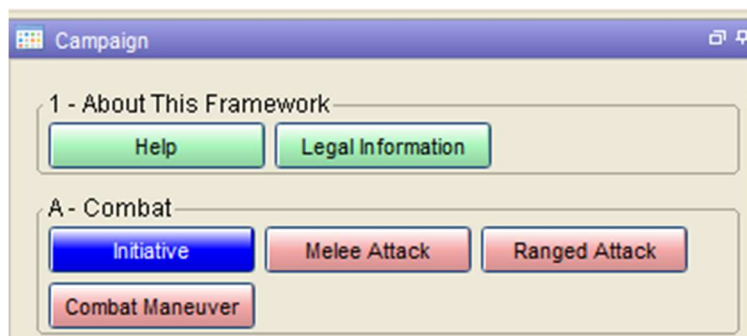 Campaign
1 - About This Framework
Help Legal Information
A - Combat
Initiative Melee Attack Ranged Attack
Combat Maneuver